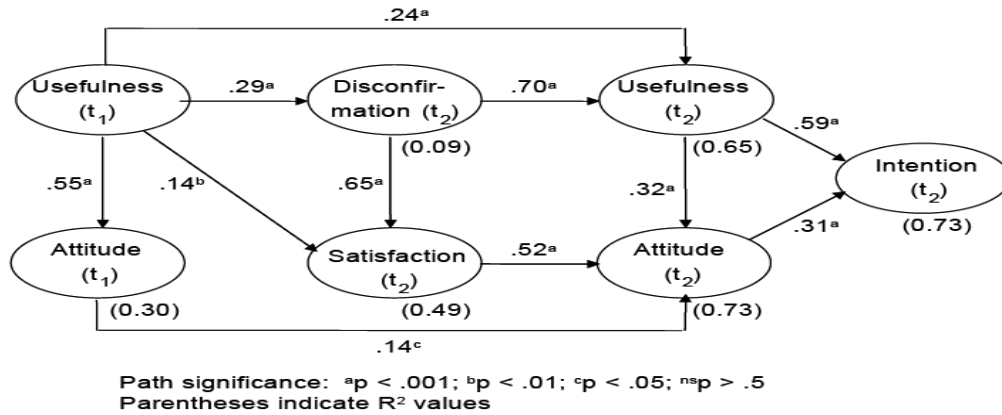 .24ᵃ
Usefulness
(t₁)
.29ᵃ
Disconfir-
mation (t₂)
.70ᵃ
Usefulness
(t₂)
(0.09)
(0.65)
.59ᵃ
Intention
(t₂)
(0.73)
.55ᵃ
.14ᵇ
.65ᵃ
.32ᵃ
.31ᵃ
Attitude
(t₁)
(0.30)
Satisfaction
(t₂)
(0.49)
.52ᵃ
Attitude
(t₂)
(0.73)
.14ᶜ
Path significance: ᵃp < .001; ᵇp < .01; ᶜp < .05; ⁿˢp > .5
Parentheses indicate R² values